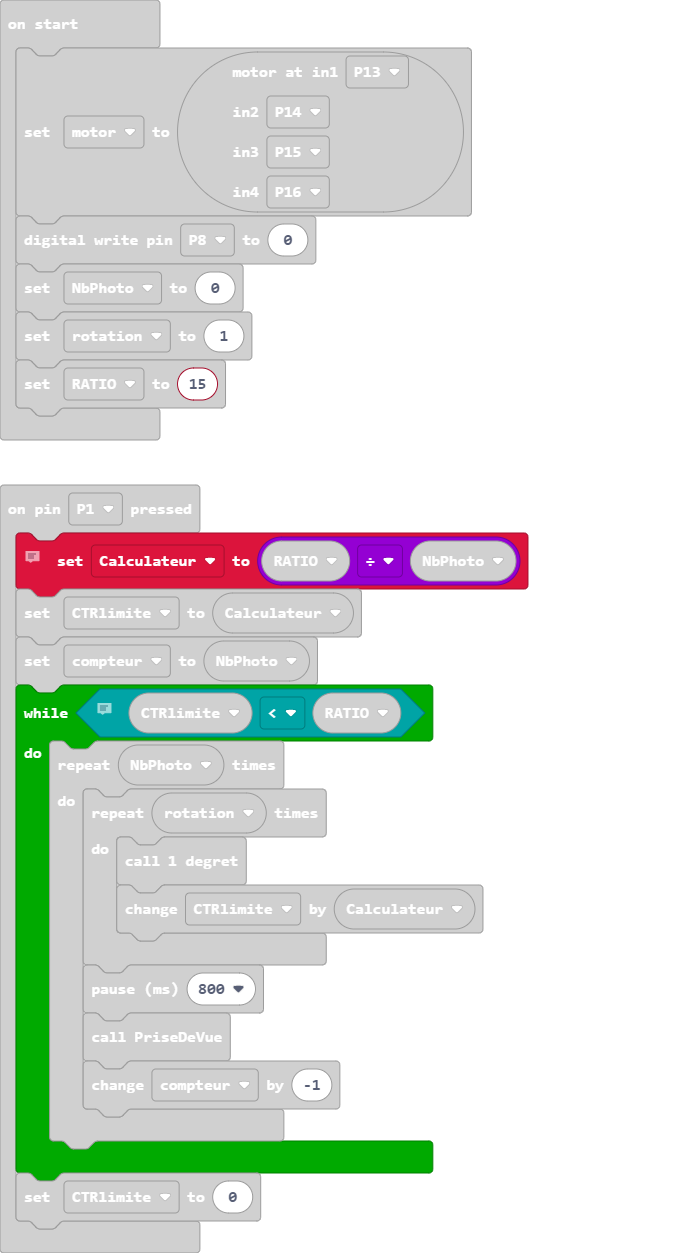 on start
motor at in1 P13
in2 P14
set motor to
in3 P15
in4 P16
digital write pin P8 to 0
set NbPhoto to 0
set rotation to 1
set RATIO to 15
on pin P1 pressed
set Calculateur to RATIO ÷ NbPhoto
set CTRlimite to Calculateur
set compteur to NbPhoto
while CTRlimite < RATIO
do
repeat NbPhoto times
do
repeat rotation times
do
call 1 degret
change CTRlimite by Calculateur
pause (ms) 800
call PriseDeVue
change compteur by -1
set CTRlimite to 0